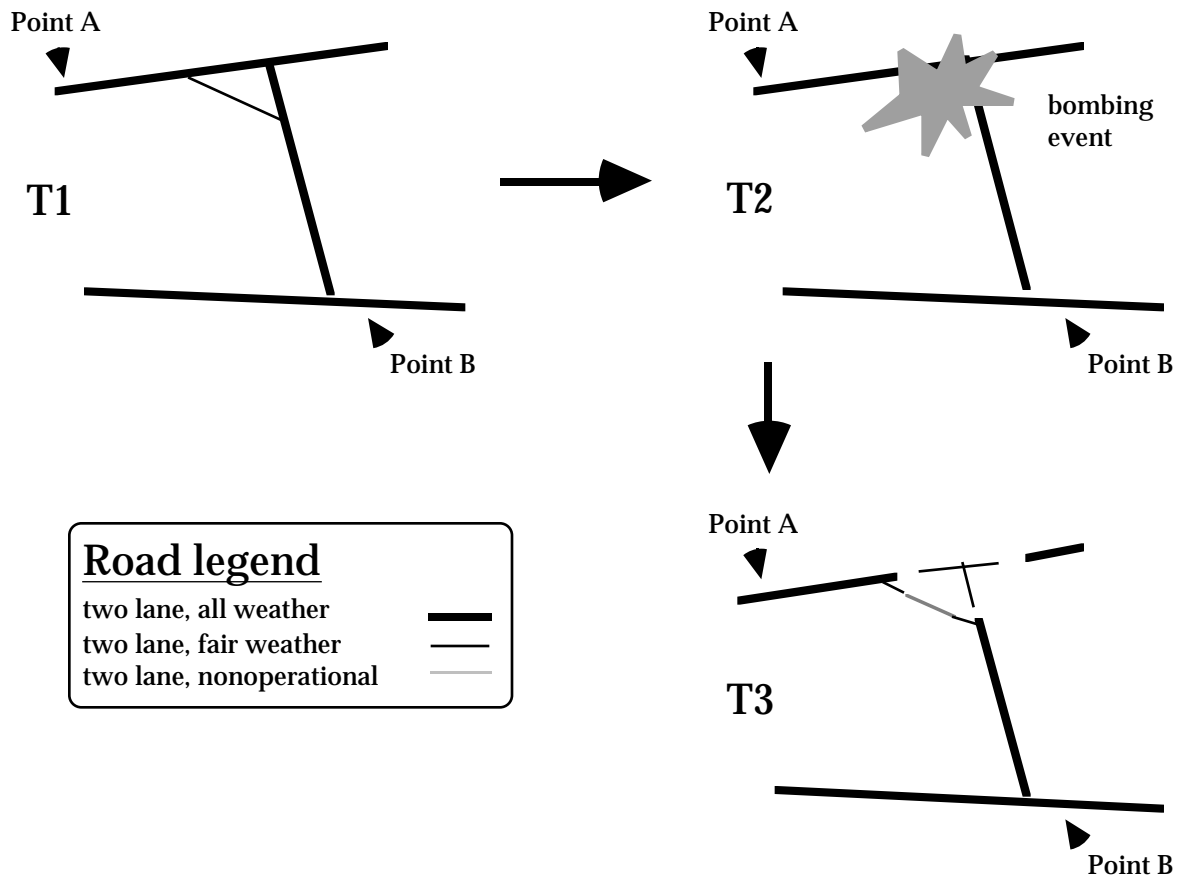 Point A
T1
Point B
Point A
bombing
event
T2
Point B
Road legend
two lane, all weather
two lane, fair weather
two lane, nonoperational
Point A
T3
Point B